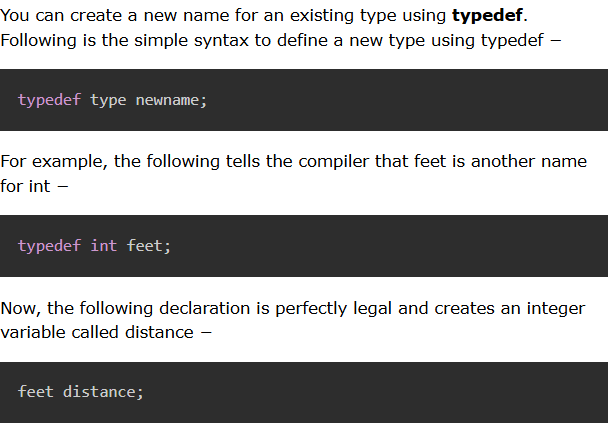 You can create a new name for an existing type using typedef.
Following is the simple syntax to define a new type using typedef −
typedef type newname;
For example, the following tells the compiler that feet is another name
for int −
typedef int feet;
Now, the following declaration is perfectly legal and creates an integer
variable called distance −
feet distance;